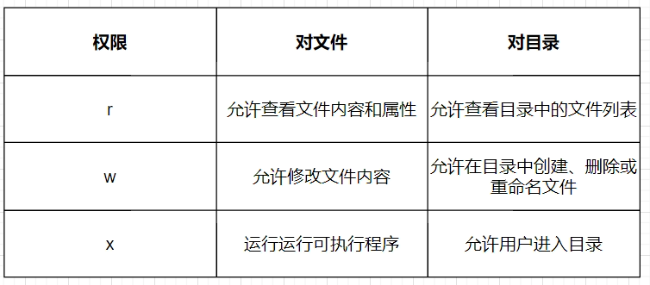 权限 对文件 对目录
r 允许查看文件内容和属性 允许查看目录中的文件列表
w 允许修改文件内容 允许在目录中创建、删除或
重命名文件
x 运行运行可执行程序 允许用户进入目录